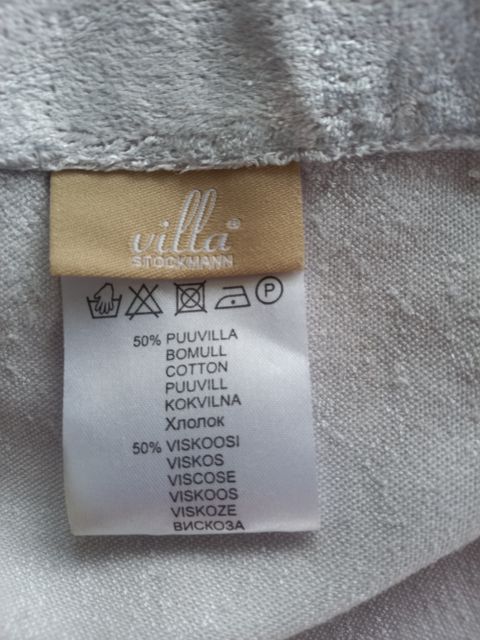 villa®
STOCKMANN
P
50% PUUVILLA
BOMULL
COTTON
PUUVILL
KOKVILNA
Хлопок
50% VISKOOSI
VISKOS
VISCOSE
VISKOOS
VISKOZE
ВИСКОЗА